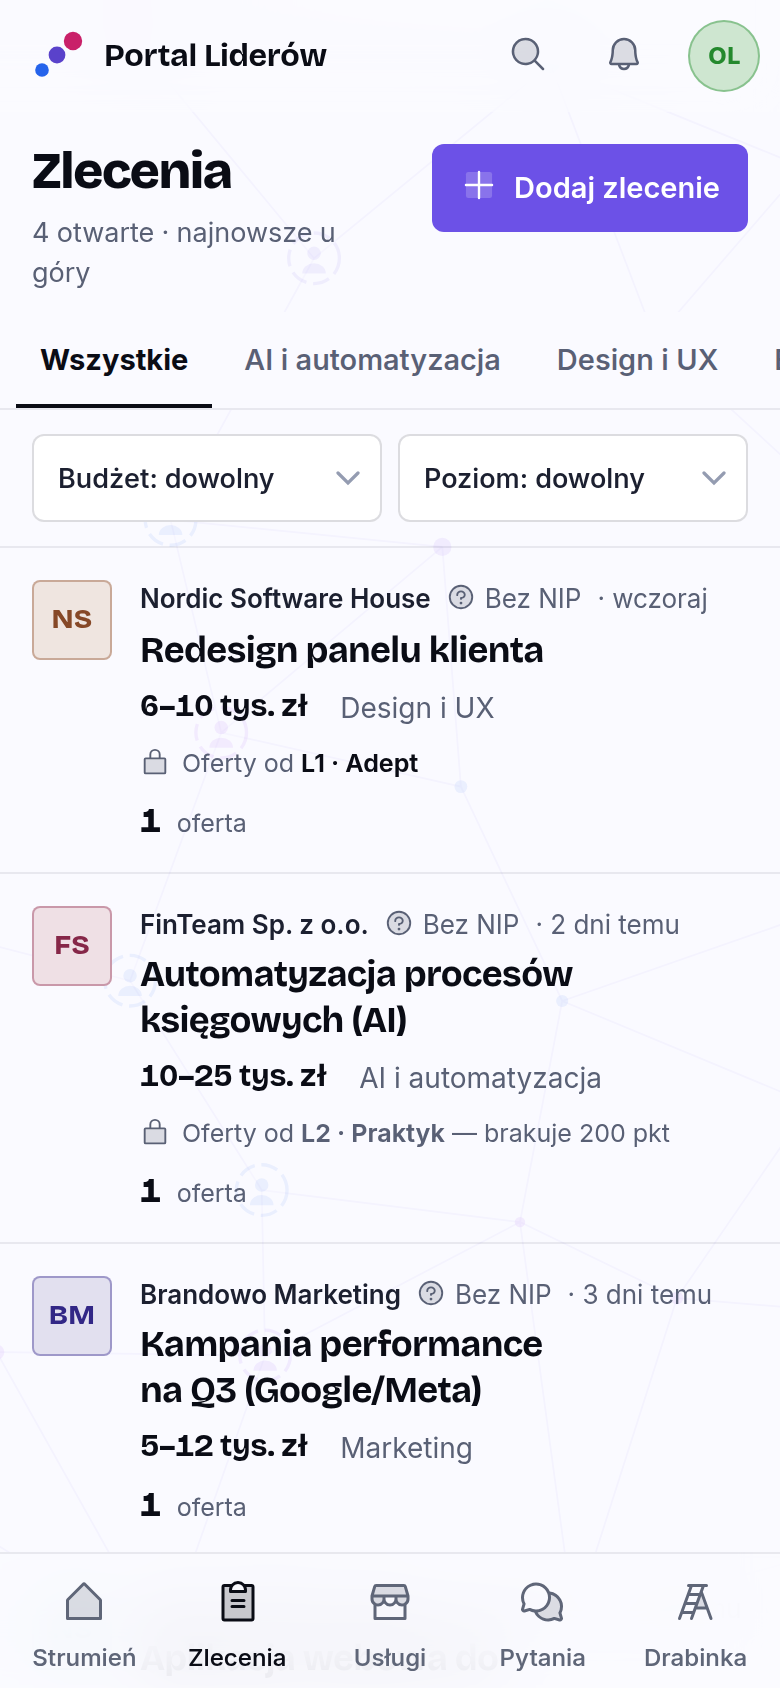 Portal Liderów
OL
Zlecenia
Dodaj zlecenie
4 otwarte · najnowsze u
góry
Wszystkie AI i automatyzacja Design i UX
Budżet: dowolny
Poziom: dowolny
NS
Nordic Software House Bez NIP · wczoraj
Redesign panelu klienta
6–10 tys. zł Design i UX
Oferty od L1 · Adept
1 oferta
FS
FinTeam Sp. z o.o. Bez NIP · 2 dni temu
Automatyzacja procesów
księgowych (AI)
10–25 tys. zł AI i automatyzacja
Oferty od L2 · Praktyk — brakuje 200 pkt
1 oferta
BM
Brandowo Marketing Bez NIP · 3 dni temu
Kampania performance
na Q3 (Google/Meta)
5–12 tys. zł Marketing
1 oferta
Strumień Zlecenia Usługi Pytania Drabinka